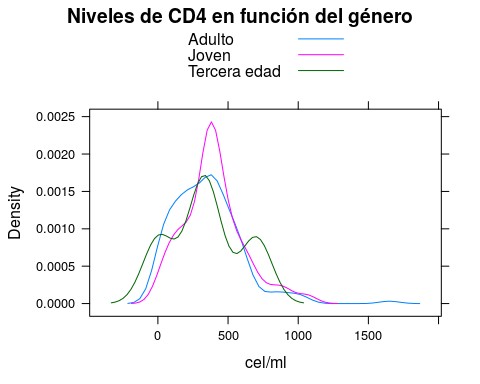 Niveles de CD4 en función del género
Adulto
Joven
Tercera edad
0.0025
0.0020
0.0015
0.0010
0.0005
0.0000
Density
0 500 1000 1500
cel/ml